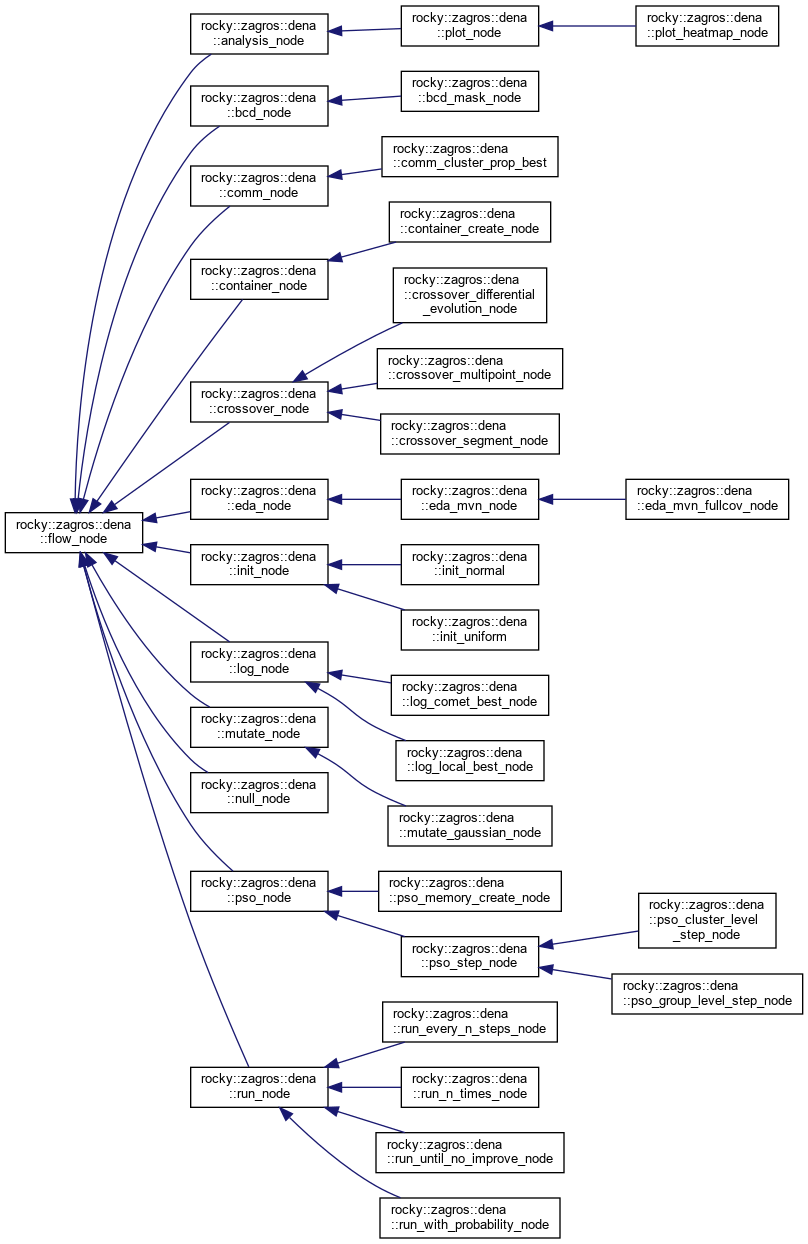 rocky::zagros::dena
::flow_node
rocky::zagros::dena
::analysis_node
rocky::zagros::dena
::plot_node
rocky::zagros::dena
::plot_heatmap_node
rocky::zagros::dena
::bcd_node
rocky::zagros::dena
::bcd_mask_node
rocky::zagros::dena
::comm_node
rocky::zagros::dena
::comm_cluster_prop_best
rocky::zagros::dena
::container_node
rocky::zagros::dena
::container_create_node
rocky::zagros::dena
::crossover_node
rocky::zagros::dena
::crossover_differential
_evolution_node
rocky::zagros::dena
::crossover_multipoint_node
rocky::zagros::dena
::crossover_segment_node
rocky::zagros::dena
::eda_node
rocky::zagros::dena
::eda_mvn_node
rocky::zagros::dena
::eda_mvn_fullcov_node
rocky::zagros::dena
::init_node
rocky::zagros::dena
::init_normal
rocky::zagros::dena
::init_uniform
rocky::zagros::dena
::log_node
rocky::zagros::dena
::log_comet_best_node
rocky::zagros::dena
::log_local_best_node
rocky::zagros::dena
::mutate_node
rocky::zagros::dena
::mutate_gaussian_node
rocky::zagros::dena
::null_node
rocky::zagros::dena
::pso_node
rocky::zagros::dena
::pso_memory_create_node
rocky::zagros::dena
::pso_step_node
rocky::zagros::dena
::pso_cluster_level
_step_node
rocky::zagros::dena
::pso_group_level_step_node
rocky::zagros::dena
::run_node
rocky::zagros::dena
::run_every_n_steps_node
rocky::zagros::dena
::run_n_times_node
rocky::zagros::dena
::run_until_no_improve_node
rocky::zagros::dena
::run_with_probability_node